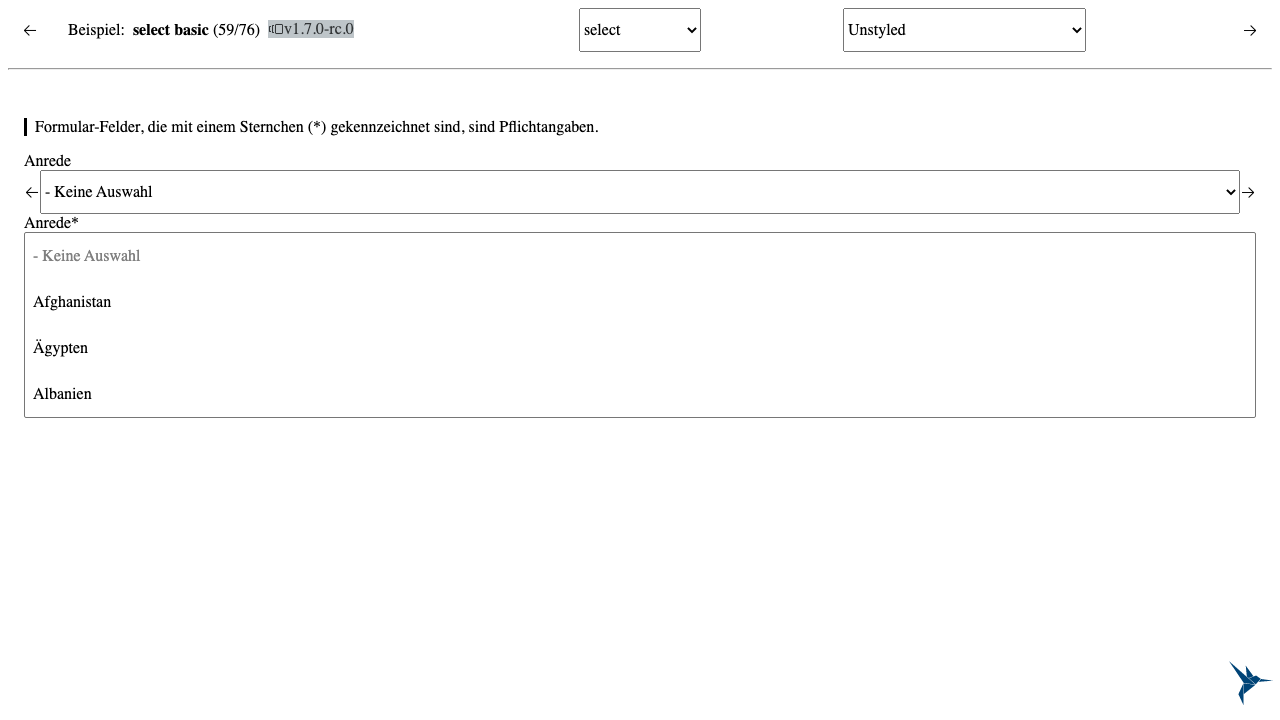 ← Beispiel: select basic (59/76) v1.7.0-rc.0 select Unstyled →
Formular-Felder, die mit einem Sternchen (*) gekennzeichnet sind, sind Pflichtangaben.
Anrede
← - Keine Auswahl →
Anrede*
- Keine Auswahl
Afghanistan
Ägypten
Albanien